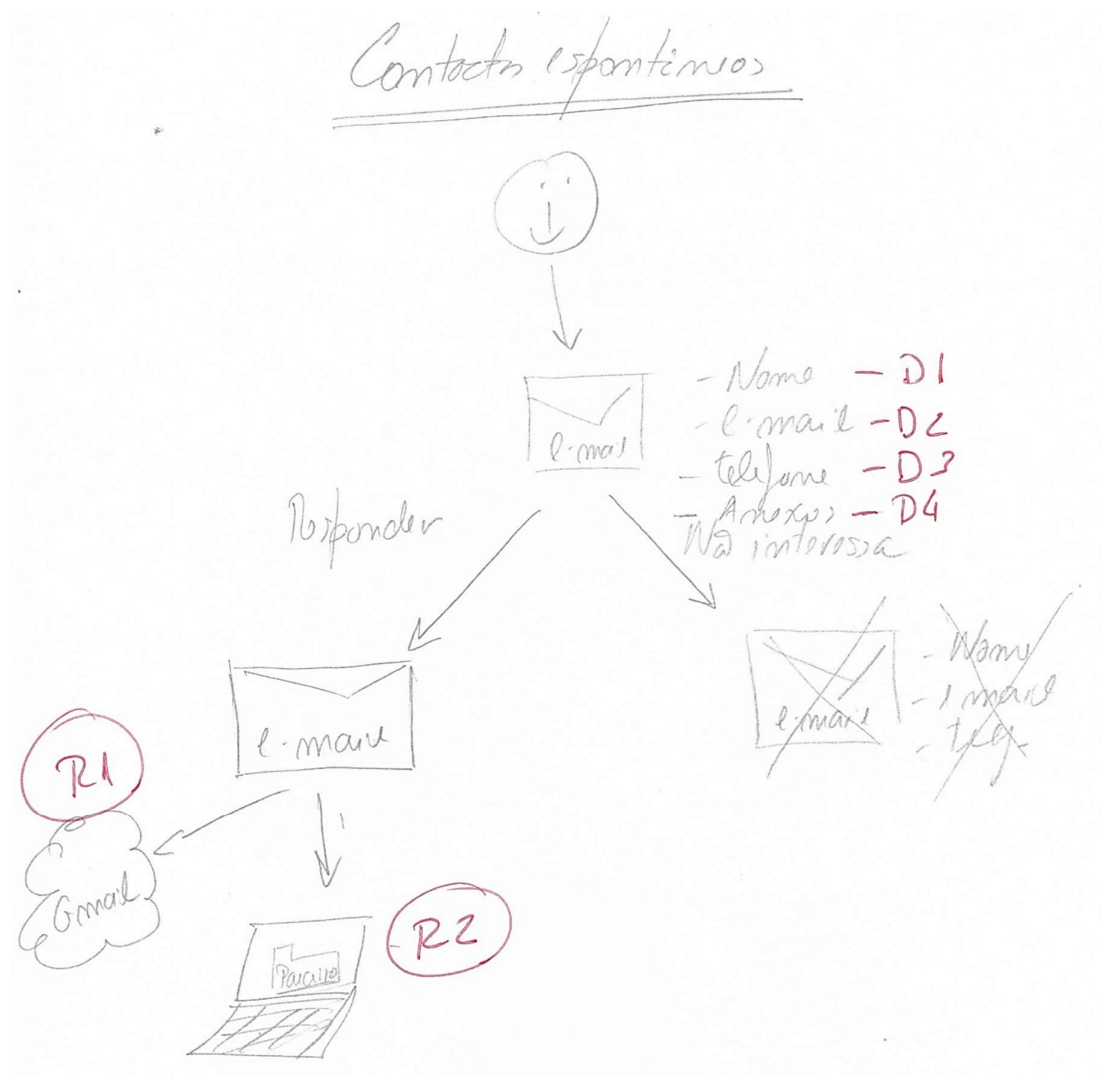 Contactos espontâneos
e-mail
- Nome - D1
- e-mail - D2
- telefone - D3
- Anexos - D4
Responder
Não interessa
e-mail
e-mail
- Nome
- e-mail
R1
Gmail
R2